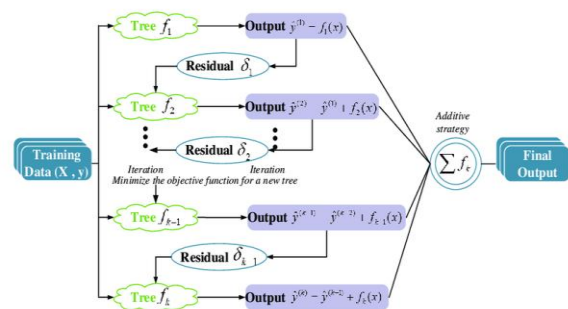 Tree f₁
Output ŷ⁽¹⁾ − f₁(x)
Residual δ₁
Tree f₂
Output ŷ⁽²⁾ ŷ⁽¹⁾ + f₂(x)
Residual δ₂
Training
Data (X , y)
Iteration
Iteration
Minimize the objective function for a new tree
Tree fₖ₋₁
Output ŷ⁽ᵏ⁻¹⁾ ŷ⁽ᵏ⁻²⁾ + fₖ₋₁(x)
Residual δₖ₋₁
Tree fₖ
Output ŷ⁽ᵏ⁾ − ŷ⁽ᵏ⁻²⁾ + fₖ(x)
Additive
strategy
∑ fₖ
Final
Output